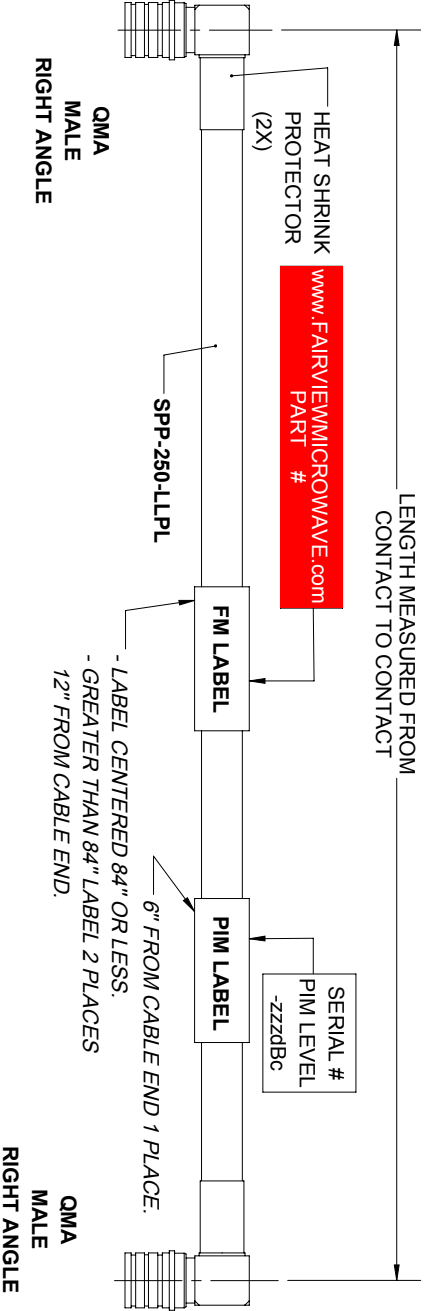 LENGTH MEASURED FROM
CONTACT TO CONTACT
HEAT SHRINK
PROTECTOR
(2X)
www.FAIRVIEWMICROWAVE.com
PART #
SERIAL #
PIM LEVEL
-zzzdBc
FM LABEL
PIM LABEL
SPP-250-LLPL
6" FROM CABLE END 1 PLACE.
- LABEL CENTERED 84" OR LESS.
- GREATER THAN 84" LABEL 2 PLACES
12" FROM CABLE END.
QMA
MALE
RIGHT ANGLE
QMA
MALE
RIGHT ANGLE